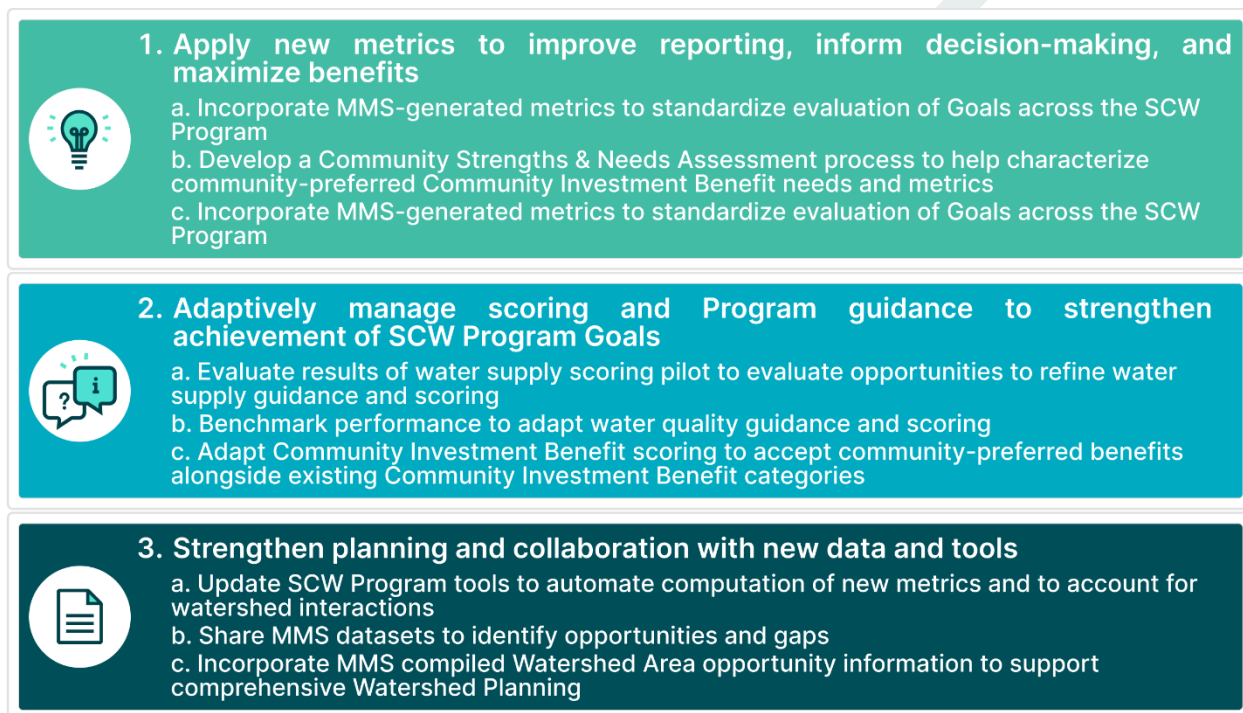 1. Apply new metrics to improve reporting, inform decision-making, and
maximize benefits
a. Incorporate MMS-generated metrics to standardize evaluation of Goals across the SCW
Program
b. Develop a Community Strengths & Needs Assessment process to help characterize
community-preferred Community Investment Benefit needs and metrics
c. Incorporate MMS-generated metrics to standardize evaluation of Goals across the SCW
Program
2. Adaptively manage scoring and Program guidance to strengthen
achievement of SCW Program Goals
a. Evaluate results of water supply scoring pilot to evaluate opportunities to refine water
supply guidance and scoring
b. Benchmark performance to adapt water quality guidance and scoring
c. Adapt Community Investment Benefit scoring to accept community-preferred benefits
alongside existing Community Investment Benefit categories
? i
3. Strengthen planning and collaboration with new data and tools
a. Update SCW Program tools to automate computation of new metrics and to account for
watershed interactions
b. Share MMS datasets to identify opportunities and gaps
c. Incorporate MMS compiled Watershed Area opportunity information to support
comprehensive Watershed Planning